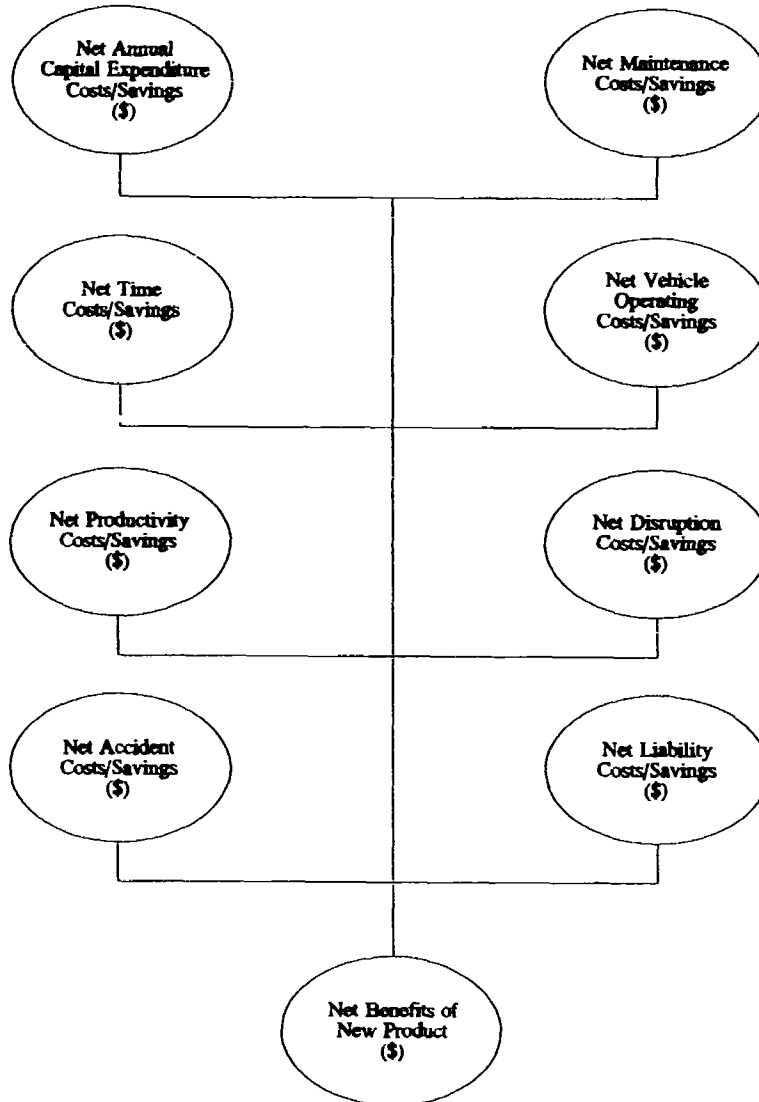 Net Annual
Capital Expenditure
Costs/Savings
($)
Net Maintenance
Costs/Savings
($)
Net Time
Costs/Savings
($)
Net Vehicle
Operating
Costs/Savings
($)
Net Productivity
Costs/Savings
($)
Net Disruption
Costs/Savings
($)
Net Accident
Costs/Savings
($)
Net Liability
Costs/Savings
($)
Net Benefits of
New Product
($)